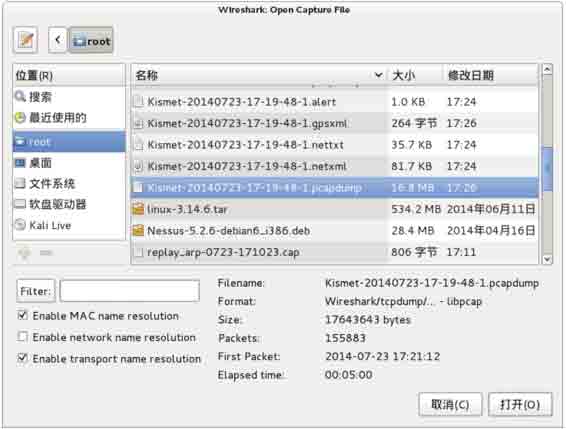 Wireshark: Open Capture File
root
位置(R)
搜索
最近使用的
root
桌面
文件系统
软盘驱动器
Kali Live
名称 大小 修改日期
Kismet-20140723-17-19-48-1.alert 1.0 KB 17:24
Kismet-20140723-17-19-48-1.gpsxml 264 字节 17:26
Kismet-20140723-17-19-48-1.nettxt 35.7 KB 17:24
Kismet-20140723-17-19-48-1.netxml 81.7 KB 17:24
Kismet-20140723-17-19-48-1.pcapdump 16.8 MB 17:26
linux-3.14.6.tar 534.2 MB 2014年06月11日
Nessus-5.2.6-debian6_i386.deb 28.4 MB 2014年04月16日
replay_arp-0723-171023.cap 806 字节 17:11
Filter:
Enable MAC name resolution
Enable network name resolution
Enable transport name resolution
Filename: Kismet-20140723-17-19-48-1.pcapdump
Format: Wireshark/tcpdump/... - libpcap
Size: 17643643 bytes
Packets: 155883
First Packet: 2014-07-23 17:21:12
Elapsed time: 00:05:00
取消(C) 打开(O)